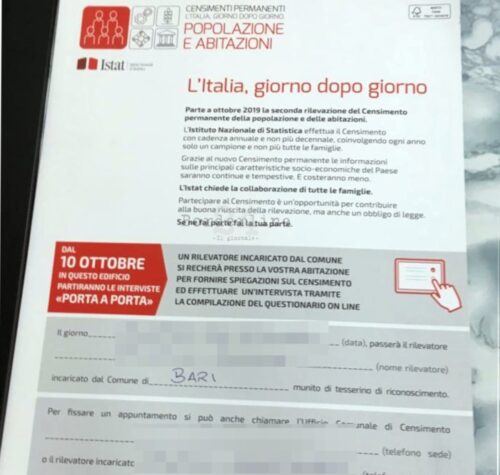 CENSIMENTI PERMANENTI
L'ITALIA, GIORNO DOPO GIORNO
POPOLAZIONE
E ABITAZIONI
Istat
L'Italia, giorno dopo giorno
Parte a ottobre 2019 la seconda rilevazione del Censimento
permanente della popolazione e delle abitazioni.
L'Istituto Nazionale di Statistica effettua il Censimento
con cadenza annuale e non più decennale, coinvolgendo ogni anno
solo un campione e non più tutte le famiglie.
Grazie al nuovo Censimento permanente le informazioni
sulle principali caratteristiche socio-economiche del Paese
saranno continue e tempestive. E costeranno meno.
L'Istat chiede la collaborazione di tutte le famiglie.
Partecipare al Censimento è un'opportunità per contribuire
alla buona riuscita della rilevazione, ma anche un obbligo di legge.
Se ne fai parte fai la tua parte.
Borderline
-Il giornale-
DAL
10 OTTOBRE
IN QUESTO EDIFICIO
PARTIRANNO LE INTERVISTE
«PORTA A PORTA»
UN RILEVATORE INCARICATO DAL COMUNE
SI RECHERÀ PRESSO LA VOSTRA ABITAZIONE
PER FORNIRE SPIEGAZIONI SUL CENSIMENTO
ED EFFETTUARE UN'INTERVISTA TRAMITE
LA COMPILAZIONE DEL QUESTIONARIO ON LINE
Il giorno (data), passerà il rilevatore
(nome rilevatore)
incaricato dal Comune di BARI munito di tesserino di riconoscimento.
Per fissare un appuntamento si può anche chiamare l'Ufficio Comunale di Censimento
(telefono sede)
o il rilevatore incaricato